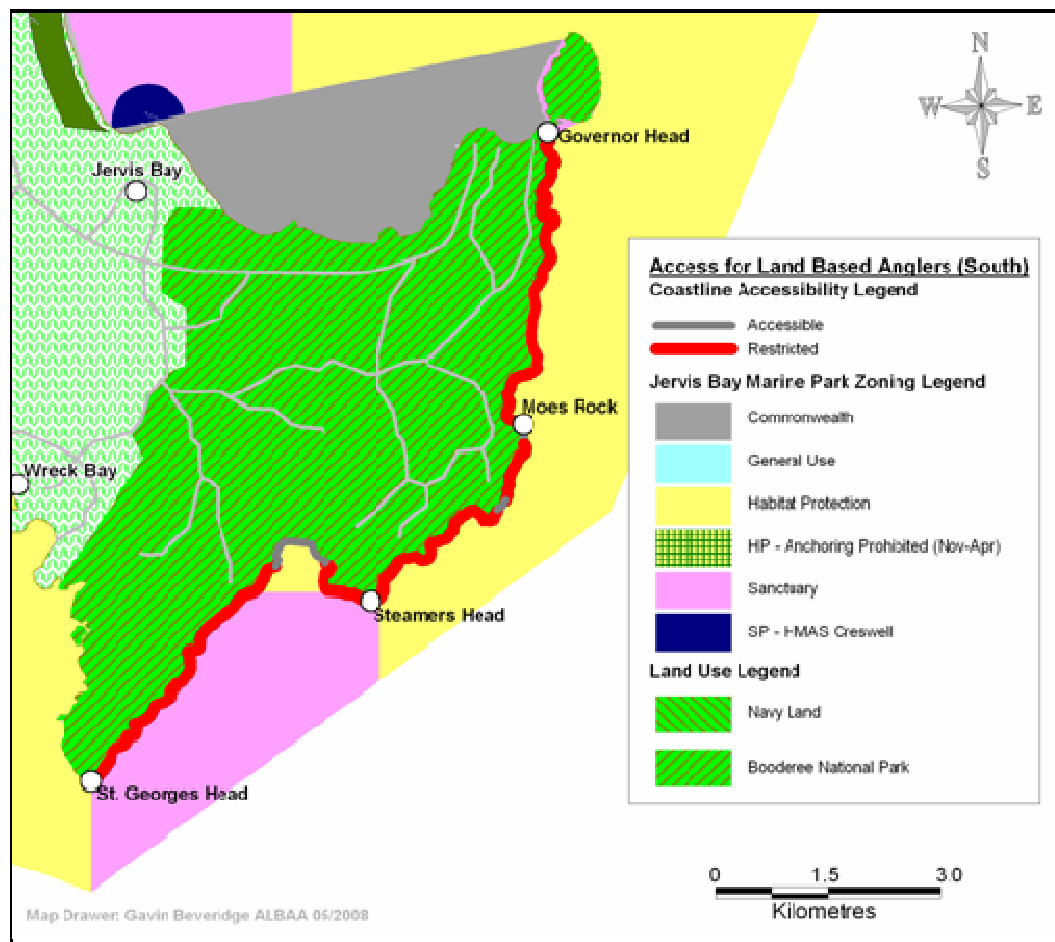 N
W
E
S
Governor Head
Jervis Bay
Access for Land Based Anglers (South)
Coastline Accessibility Legend
Accessible
Restricted
Jervis Bay Marine Park Zoning Legend
Commonwealth
General Use
Habitat Protection
HP - Anchoring Prohibited (Nov-Apr)
Sanctuary
SP - HMAS Creswell
Land Use Legend
Navy Land
Booderee National Park
Moes Rock
Wreck Bay
Steamers Head
St. Georges Head
0 1.5 3.0
Kilometres
Map Drawer: Gavin Beveridge ALBAA 06/2008